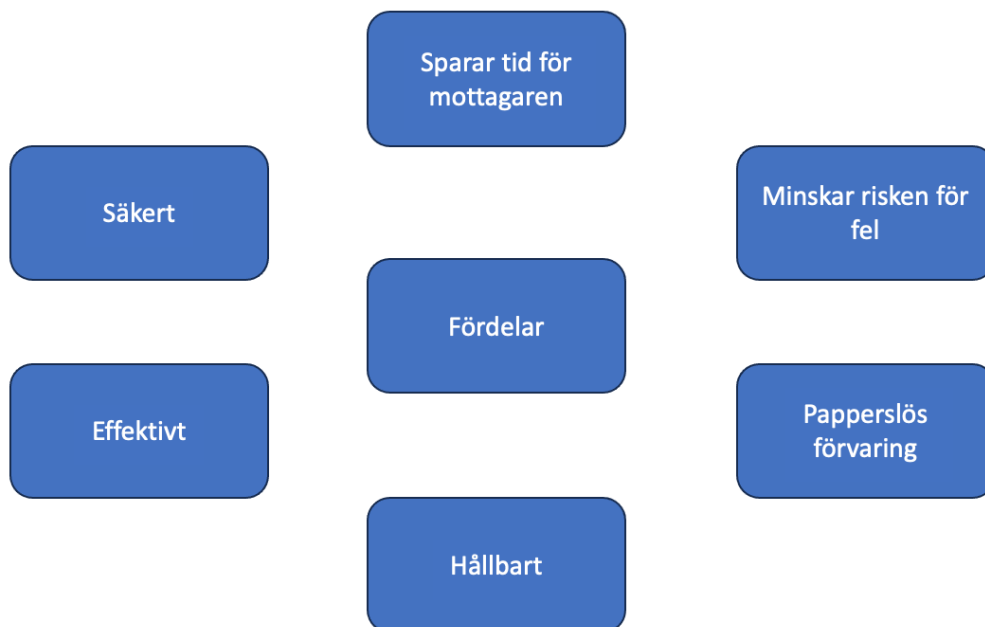 Sparar tid för
mottagaren
Säkert
Minskar risken för
fel
Fördelar
Effektivt
Papperslös
förvaring
Hållbart